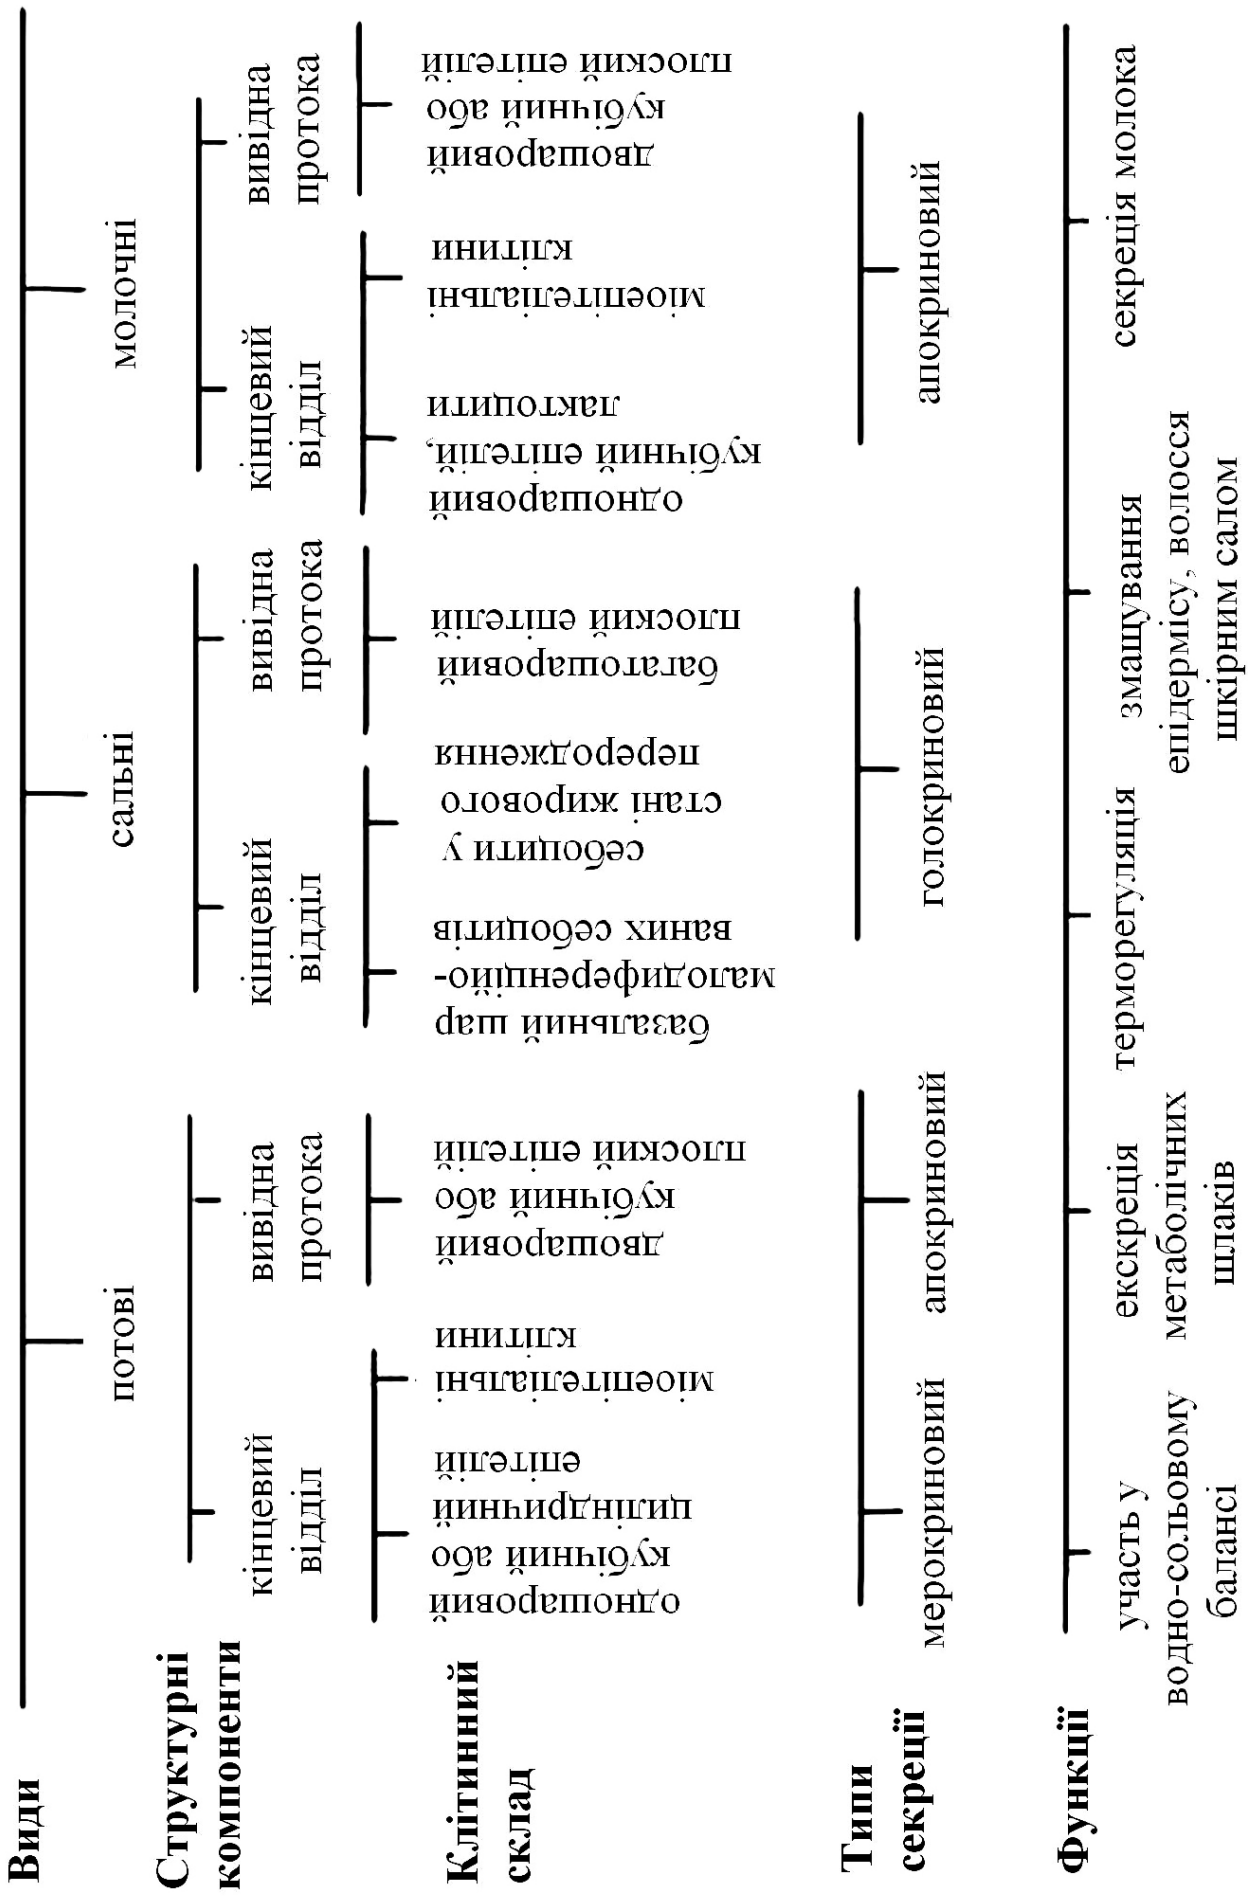 Види
потові
сальні
молочні
Структурні
компоненти
кінцевий
відділ
вивідна
протока
кінцевий
відділ
вивідна
протока
кінцевий
відділ
вивідна
протока
Клітинний
склад
одношаровий
кубічний або
циліндричний
епітелій
міоепітеліальні
клітини
двошаровий
кубічний або
плоский епітелій
базальний шар
малодиференційо-
ваних себоцитів
себоцити у
стані жирового
переродження
багатошаровий
плоский епітелій
одношаровий
кубічний епітелій,
лактоцити
міоепітеліальні
клітини
двошаровий
кубічний або
плоский епітелій
Типи
секреції
мерокриновий
апокриновий
голокриновий
апокриновий
Функції
участь у
водно-сольовому
балансі
екскреція
метаболічних
шлаків
терморегуляція
змащування
епідермісу, волосся
шкірним салом
секреція молока